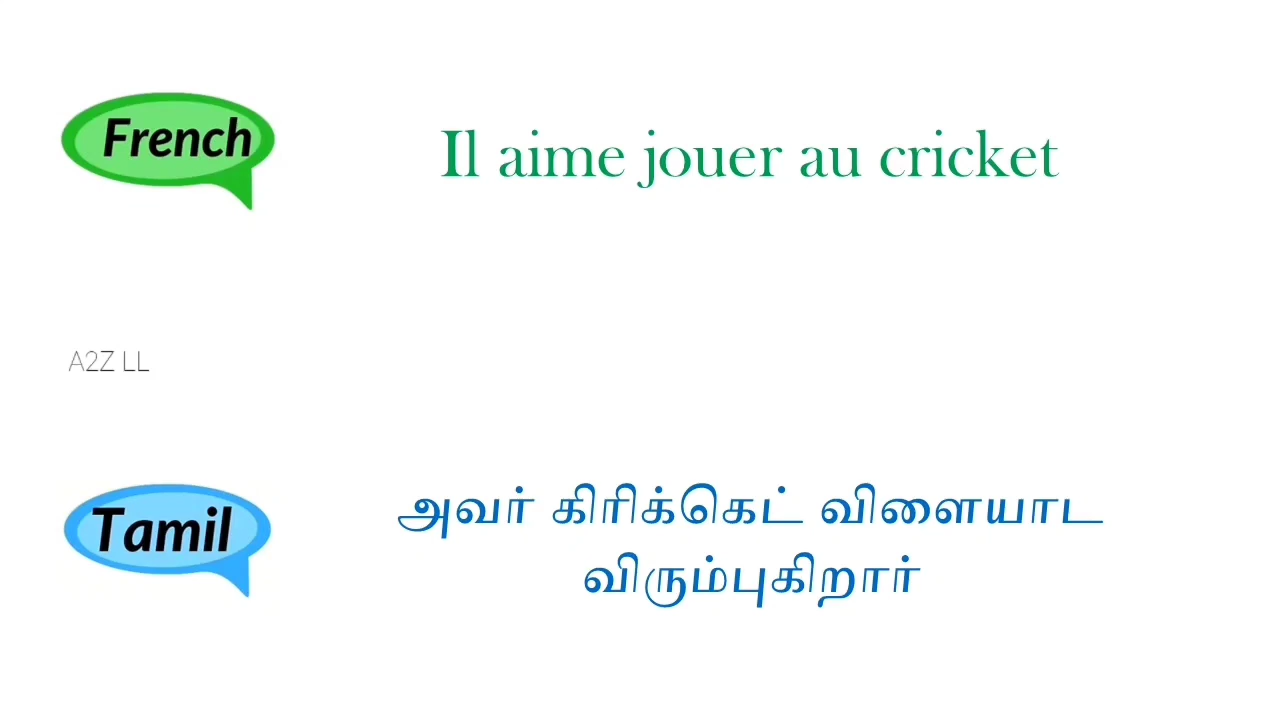 French
Il aime jouer au cricket
A2Z LL
Tamil
அவர் கிரிக்கெட் விளையாட
விரும்புகிறார்